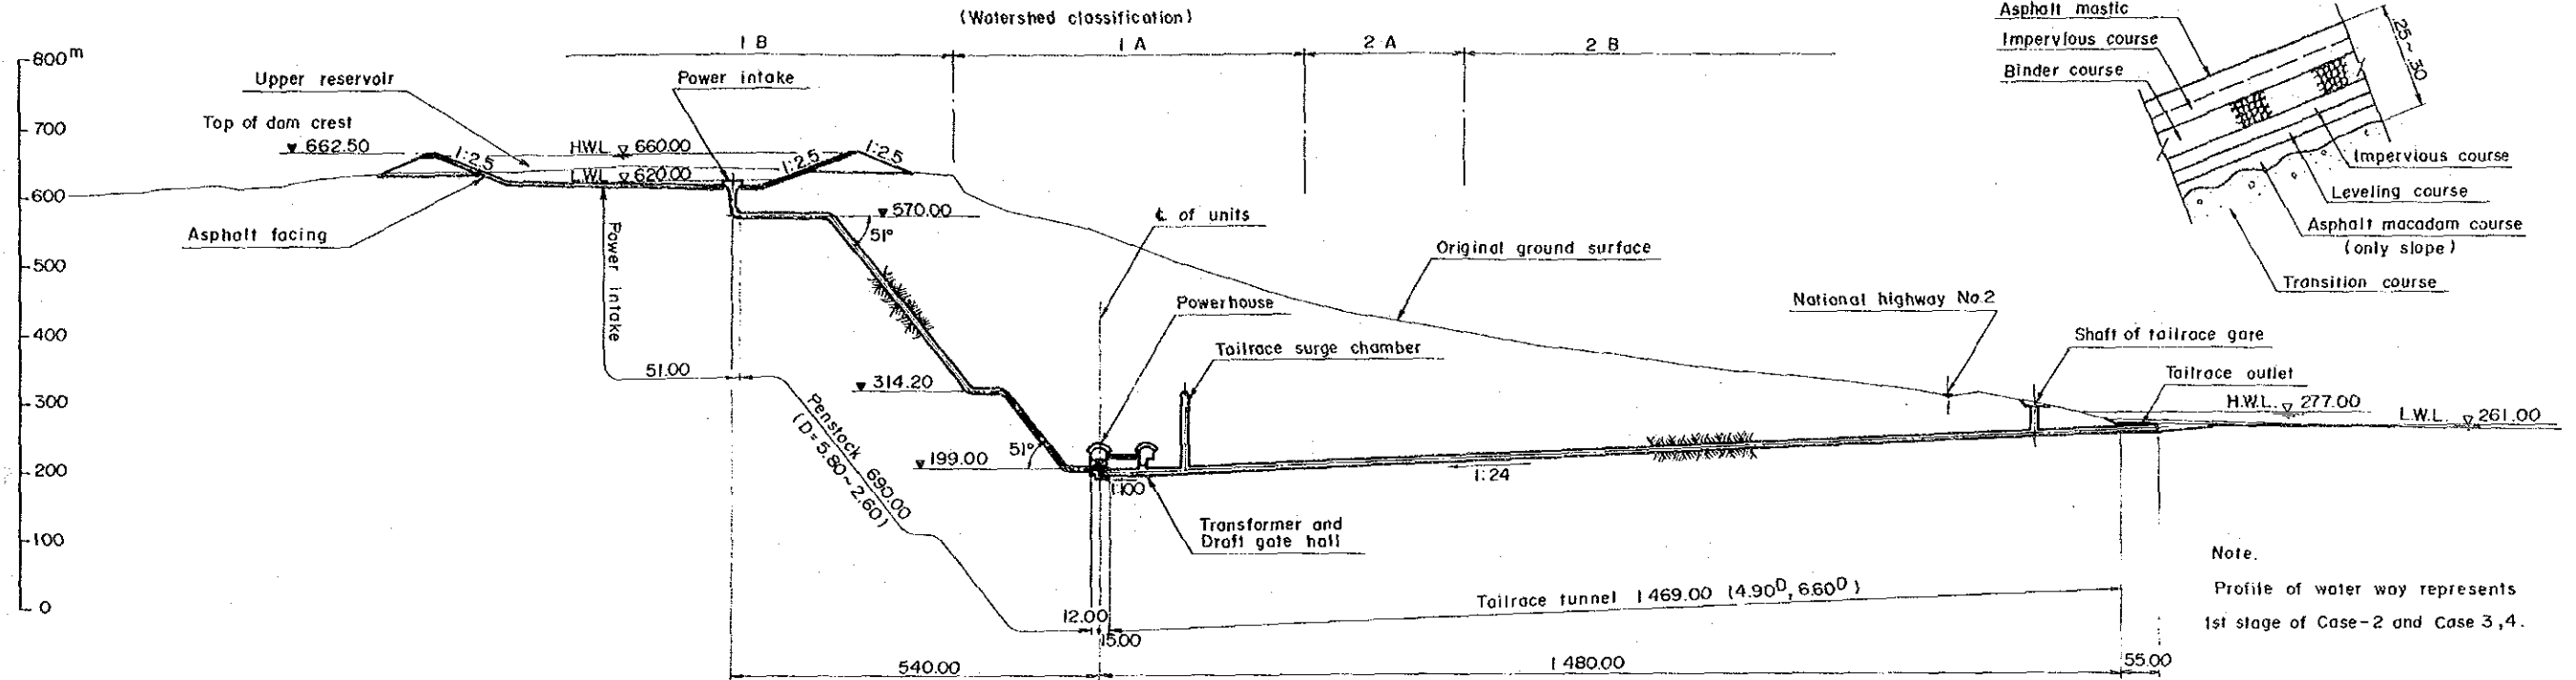 (Watershed classification)
1 B
1 A
2 A
2 B
800 m
700
600
500
400
300
200
100
0
Upper reservoir
Power intake
Top of dam crest
662.50
1:2.5
H.W.L. 660.00
L.W.L. 620.00
1:2.5
1:2.5
Asphalt facing
570.00
51°
Power intake
51.00
314.20
Penstock 690.00
(D=5.80~2.60)
199.00
51°
℄ of units
Powerhouse
Tailrace surge chamber
Original ground surface
National highway No.2
Shaft of tailrace gare
Tailrace outlet
H.W.L. 277.00
L.W.L. 261.00
1:100
1:24
Transformer and
Draft gate hall
Tailrace tunnel 1 469.00 (4.90D, 6.60D)
12.00
15.00
540.00
1 480.00
55.00
Asphalt mastic
Impervious course
Binder course
25~30
Impervious course
Leveling course
Asphalt macadam course
(only slope)
Transition course
Note.
Profile of water way represents
1st stage of Case-2 and Case 3,4.